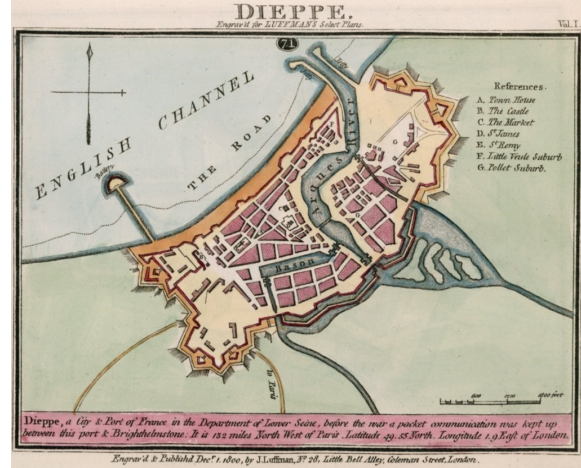 DIEPPE.
Engrav'd for LUFFMAN'S Select Plans.
Vol. I.
71
ENGLISH CHANNEL
THE ROAD
Battery
Jetty
Arques River
Bason
to Paris
References.
A. Town House
B. The Castle
C. The Market
D. St James
E. St Remy
F. Little Veule Suburb
G. Pollet Suburb.
Dieppe, a City & Port of France in the Department of Lower Seine, before the war a packet communication was kept up
between this port & Brighthelmstone. It is 132 miles North West of Paris. Latitude 49.55 North. Longitude 1.9 East of London.
Engrav'd & Publish'd Decr. 1. 1800, by J. Luffman, No. 28, Little Bell Alley, Coleman Street, London.